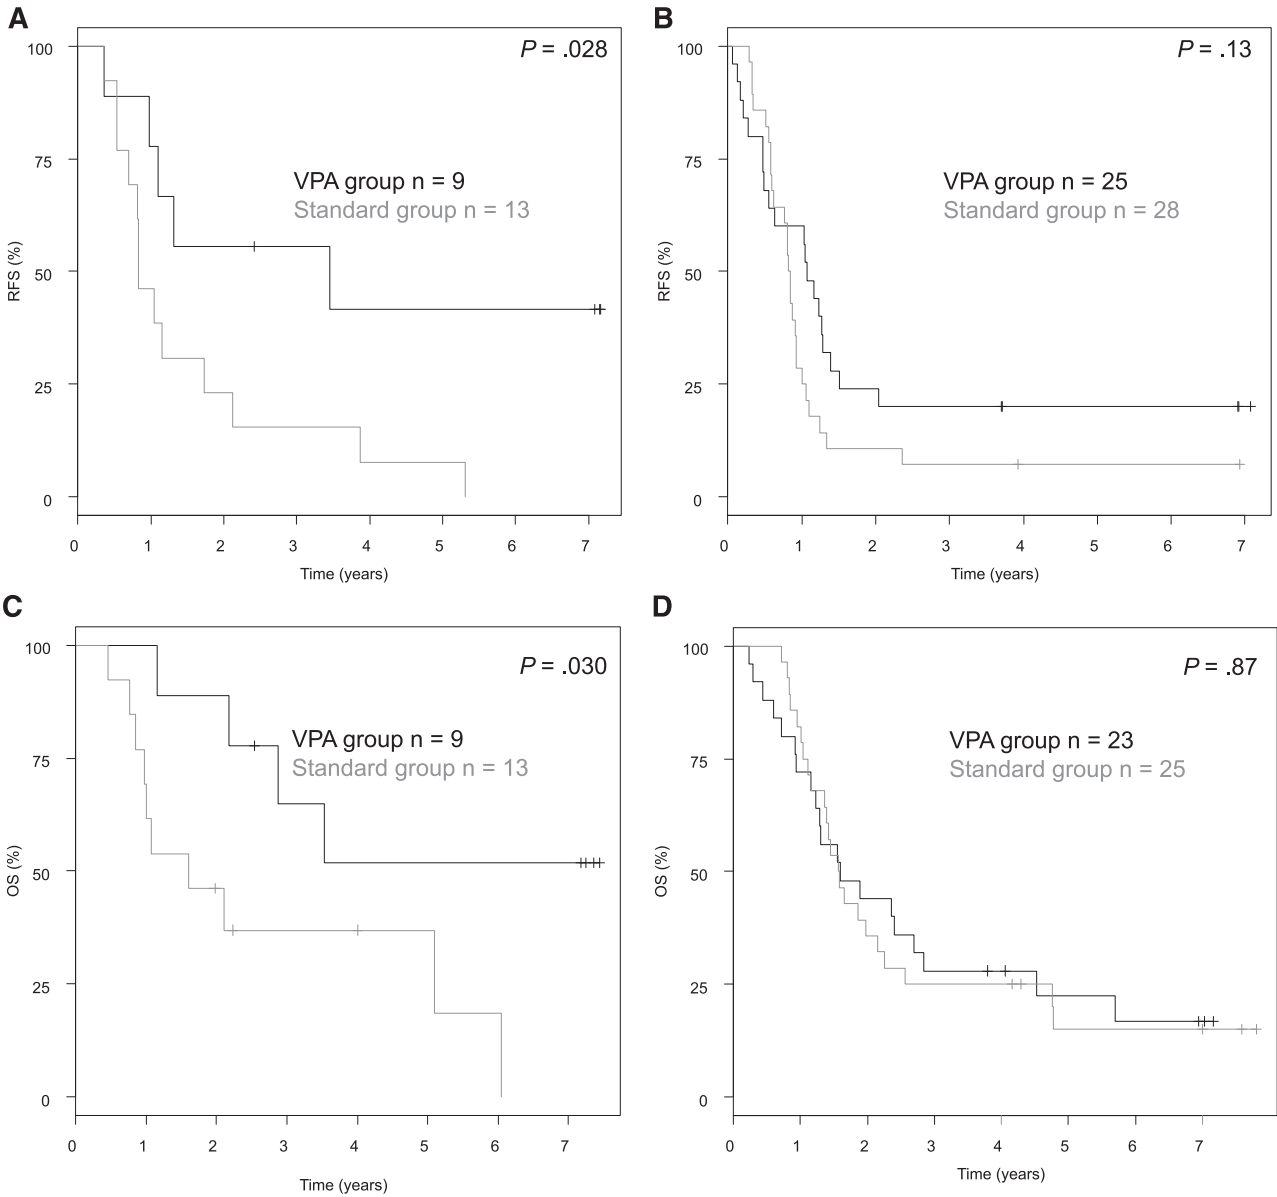 A
P = .028
VPA group n = 9
Standard group n = 13
RFS (%)
100
75
50
25
0
0 1 2 3 4 5 6 7
Time (years)
B
P = .13
VPA group n = 25
Standard group n = 28
RFS (%)
100
75
50
25
0
0 1 2 3 4 5 6 7
Time (years)
C
P = .030
VPA group n = 9
Standard group n = 13
OS (%)
100
75
50
25
0
0 1 2 3 4 5 6 7
Time (years)
D
P = .87
VPA group n = 23
Standard group n = 25
OS (%)
100
75
50
25
0
0 1 2 3 4 5 6 7
Time (years)